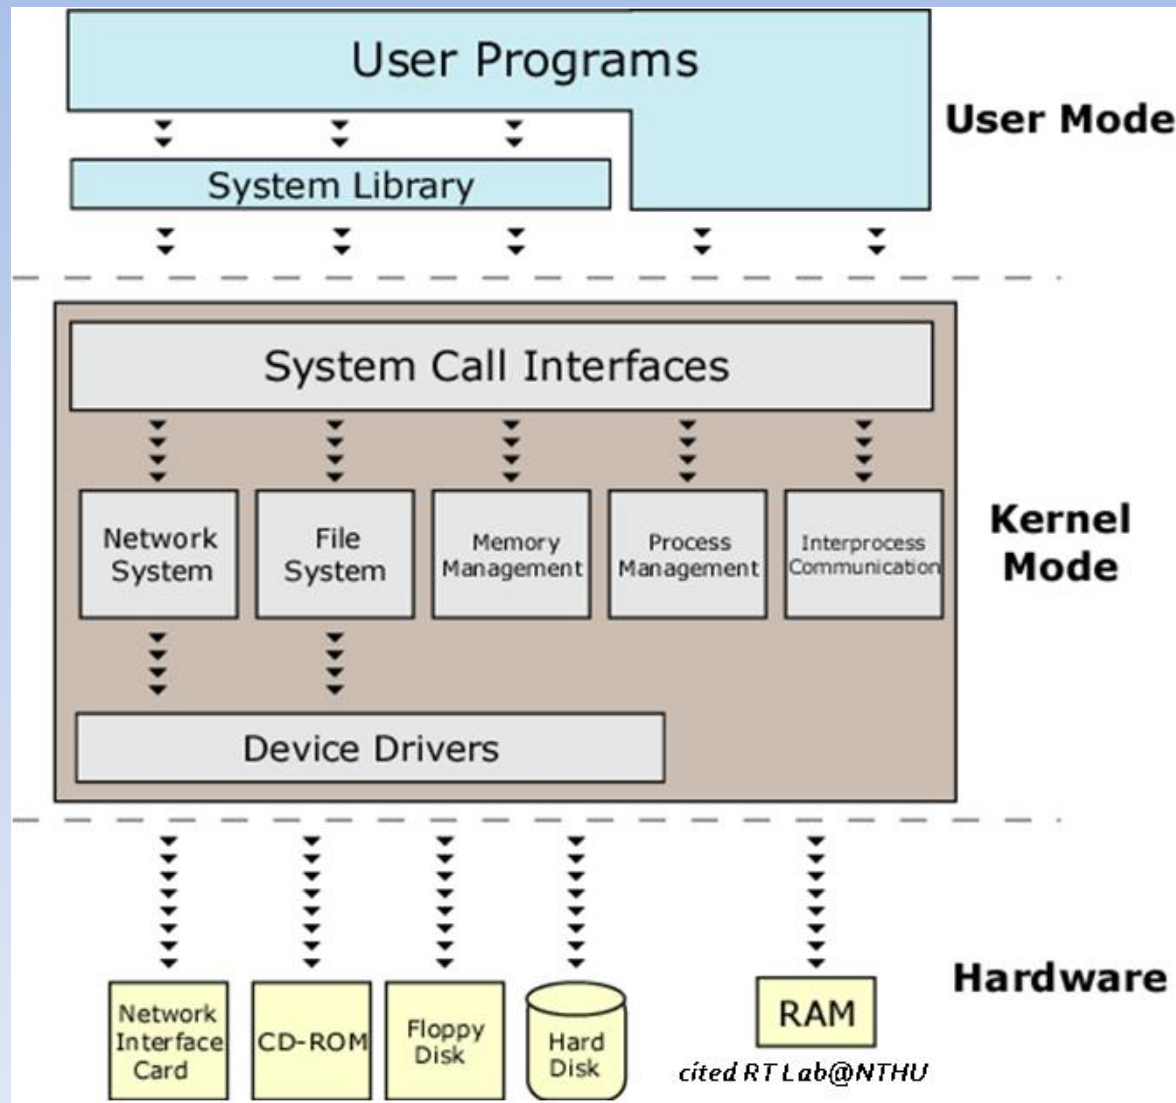 User Programs
User Mode
System Library
System Call Interfaces
Network
System
File
System
Memory
Management
Process
Management
Interprocess
Communication
Kernel
Mode
Device Drivers
Hardware
Network
Interface
Card
CD-ROM
Floppy
Disk
Hard
Disk
RAM
cited RT Lab@NTHU